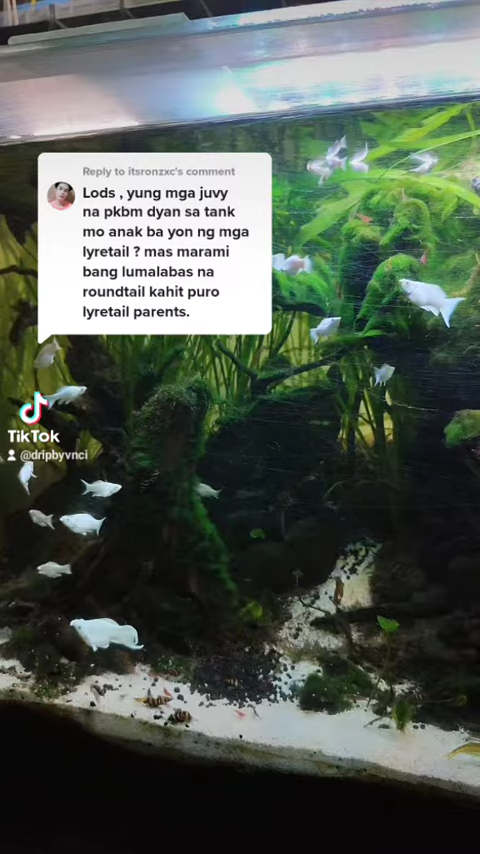 Reply to itsronzxc's comment
Lods , yung mga juvy
na pkbm dyan sa tank
mo anak ba yon ng mga
lyretail ? mas marami
bang lumalabas na
roundtail kahit puro
lyretail parents.
TikTok
@dripbyvnci